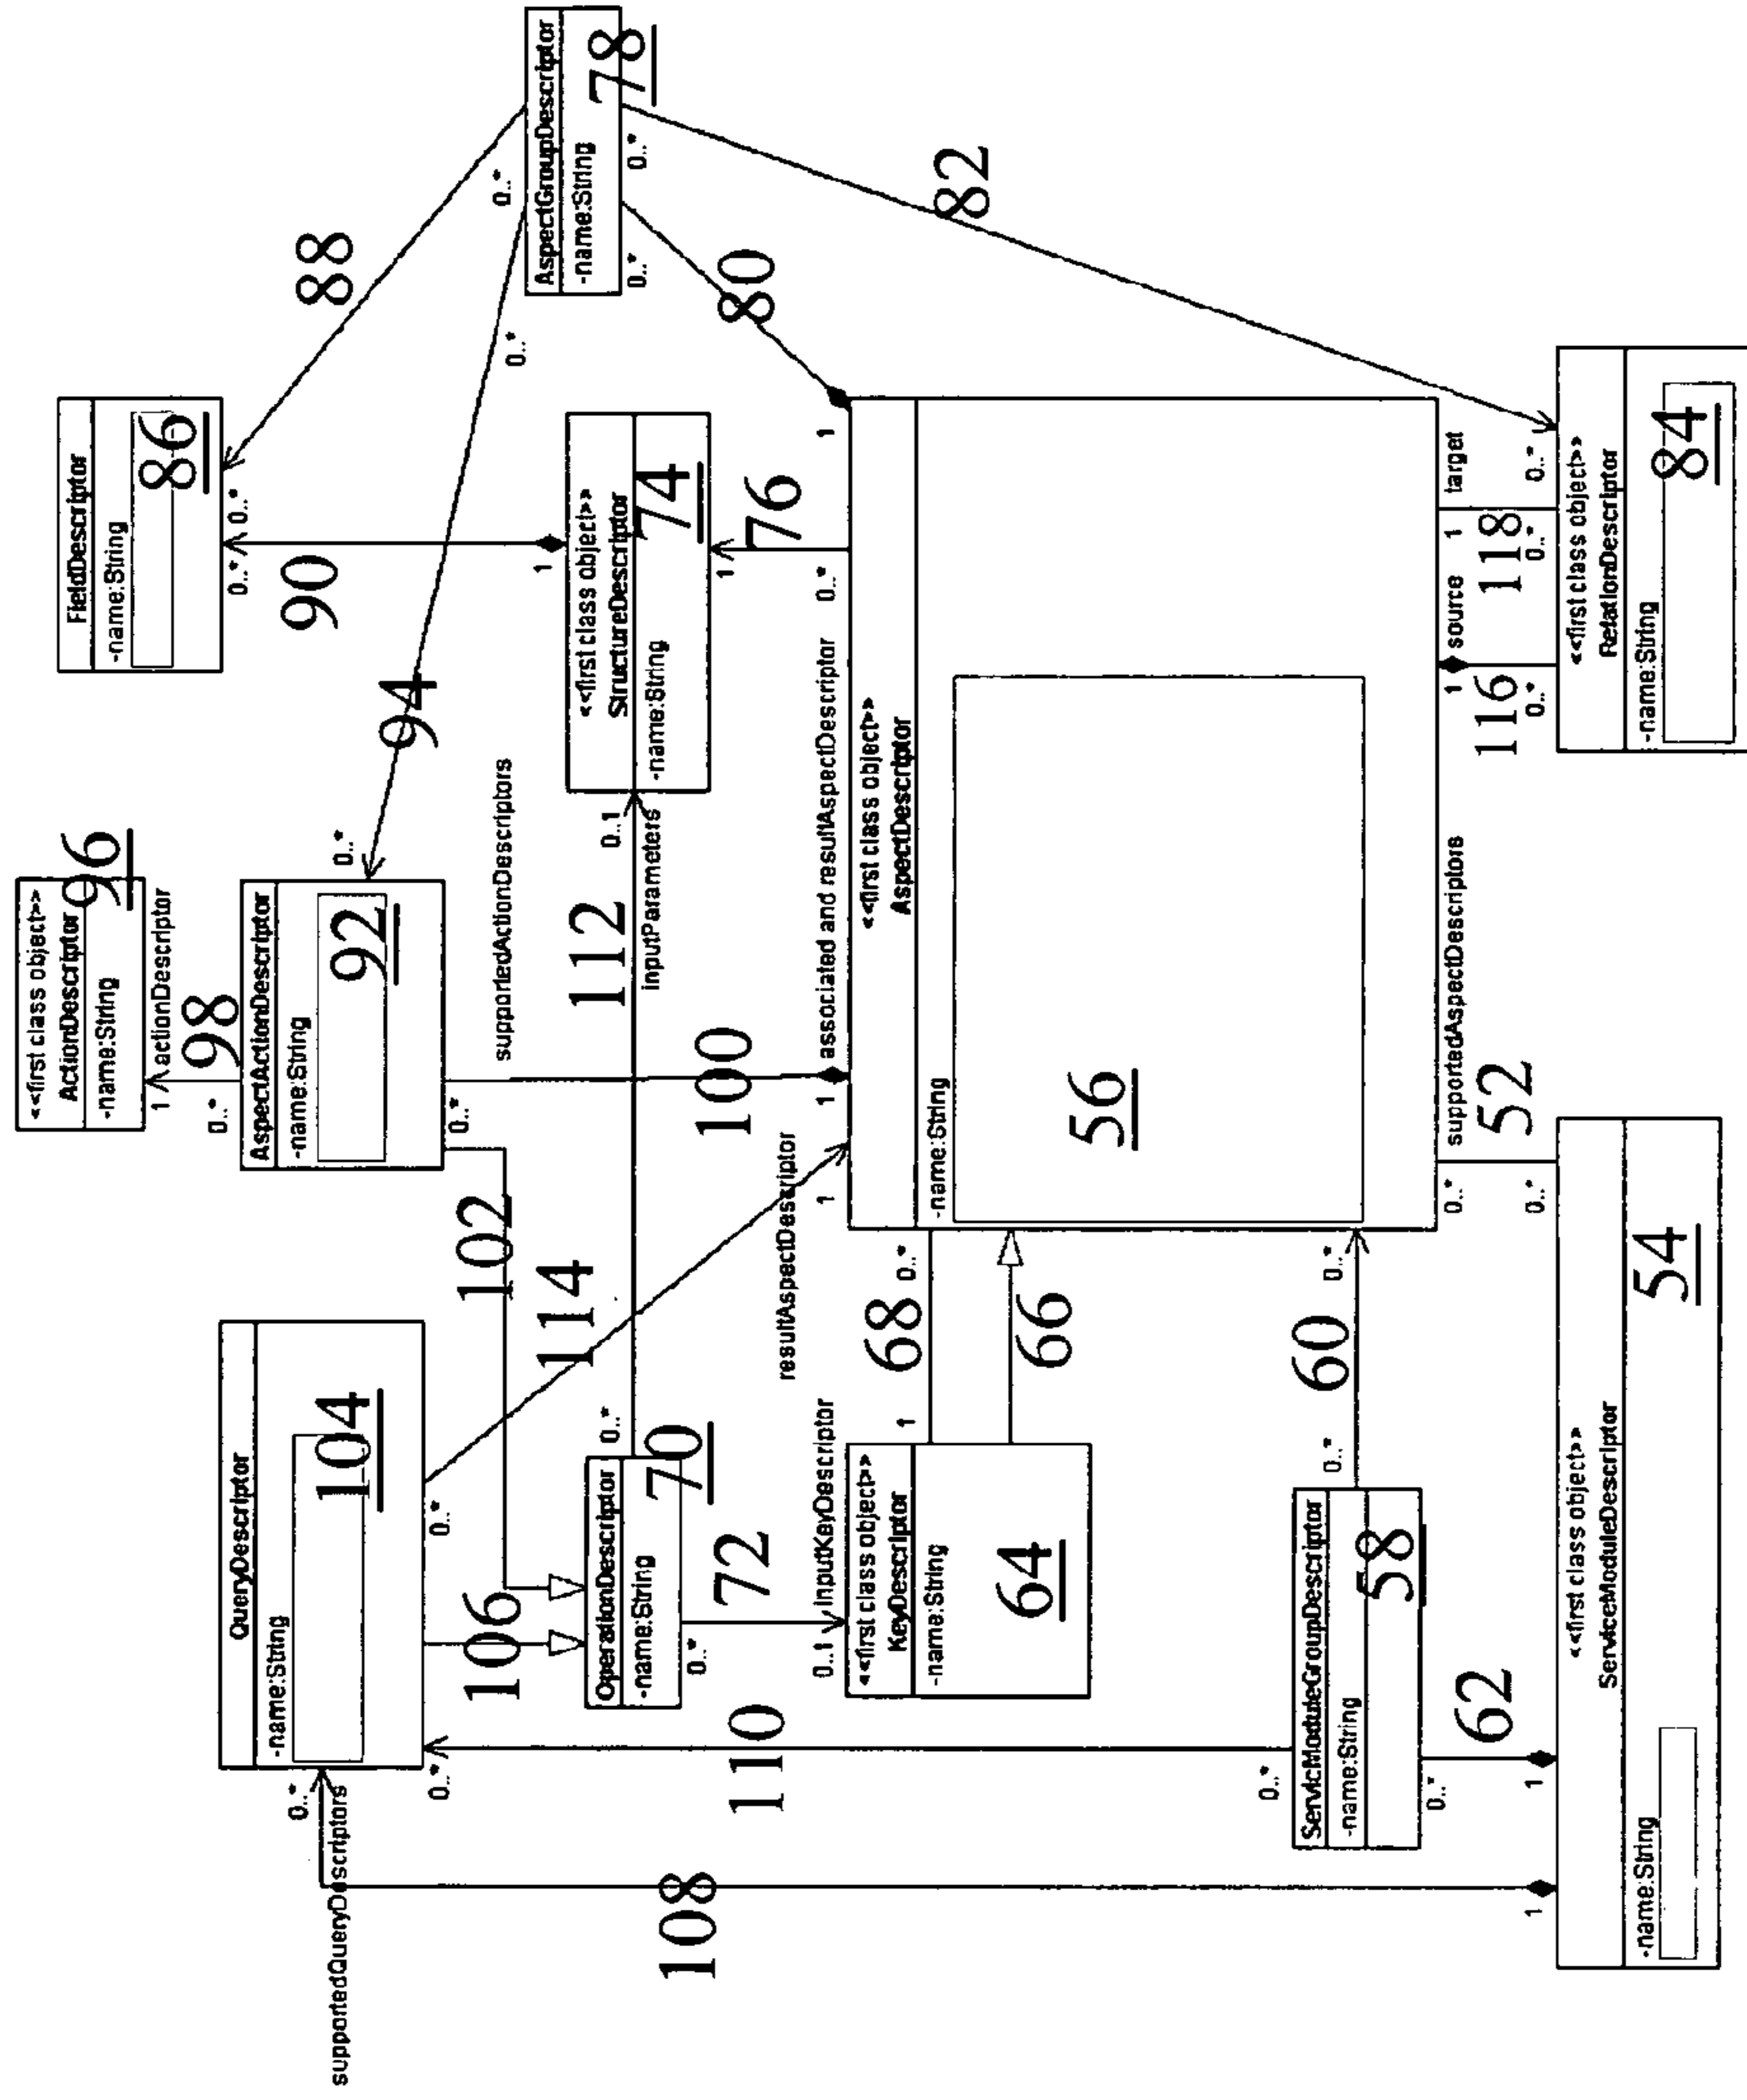 <<first class object>>
ActionDescriptor
-name:String
96
1
actionDescriptor
98
0..*
FieldDescriptor
-name:String
86
0..*
0..*
88
90
QueryDescriptor
-name:String
104
AspectActionDescriptor
-name:String
92
0..*
94
supportedQueryDescriptors
0..*
0..*
0..*
0..*
106
102
supportedActionDescriptors
0..*
0..*
AspectGroupDescriptor
-name:String
78
0..*
0..*
114
1
<<first class object>>
StructureDescriptor
-name:String
74
OperationDescriptor
-name:String
70
0..*
112
0..1
inputParameters
0..*
108
110
72
100
1
76
80
resultAspectDescriptor
0..1
InputKeyDescriptor
1
1
associated and resultAspectDescriptor
0..*
1
82
<<first class object>>
KeyDescriptor
-name:String
64
1
68
0..*
66
<<first class object>>
AspectDescriptor
-name:String
56
0..*
ServicModuteGroupDescriptor
-name:String
58
0..*
60
0..*
0..*
62
0..*
supportedAspectDescriptors
1
source
1
target
52
116
118
1
1
0..*
0..*
0..*
0..*
<<first class object>>
ServiceModuleDescriptor
-name:String
54
<<first class object>>
RelationDescriptor
-name:String
84